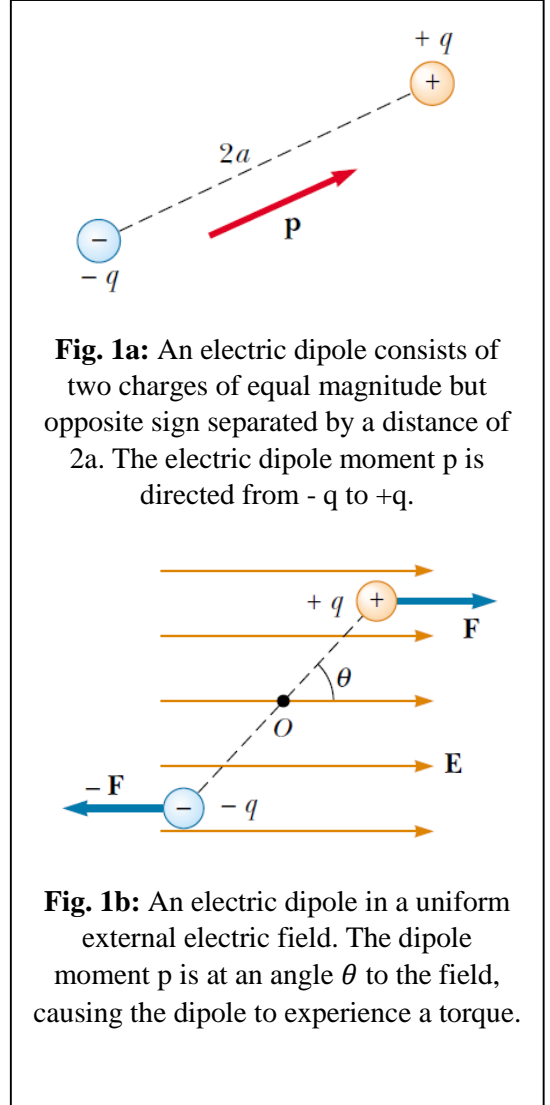 + q
+
2a
p
−
− q
Fig. 1a: An electric dipole consists of
two charges of equal magnitude but
opposite sign separated by a distance of
2a. The electric dipole moment p is
directed from - q to +q.
+ q +
F
θ
O
E
− F
− − q
Fig. 1b: An electric dipole in a uniform
external electric field. The dipole
moment p is at an angle θ to the field,
causing the dipole to experience a torque.